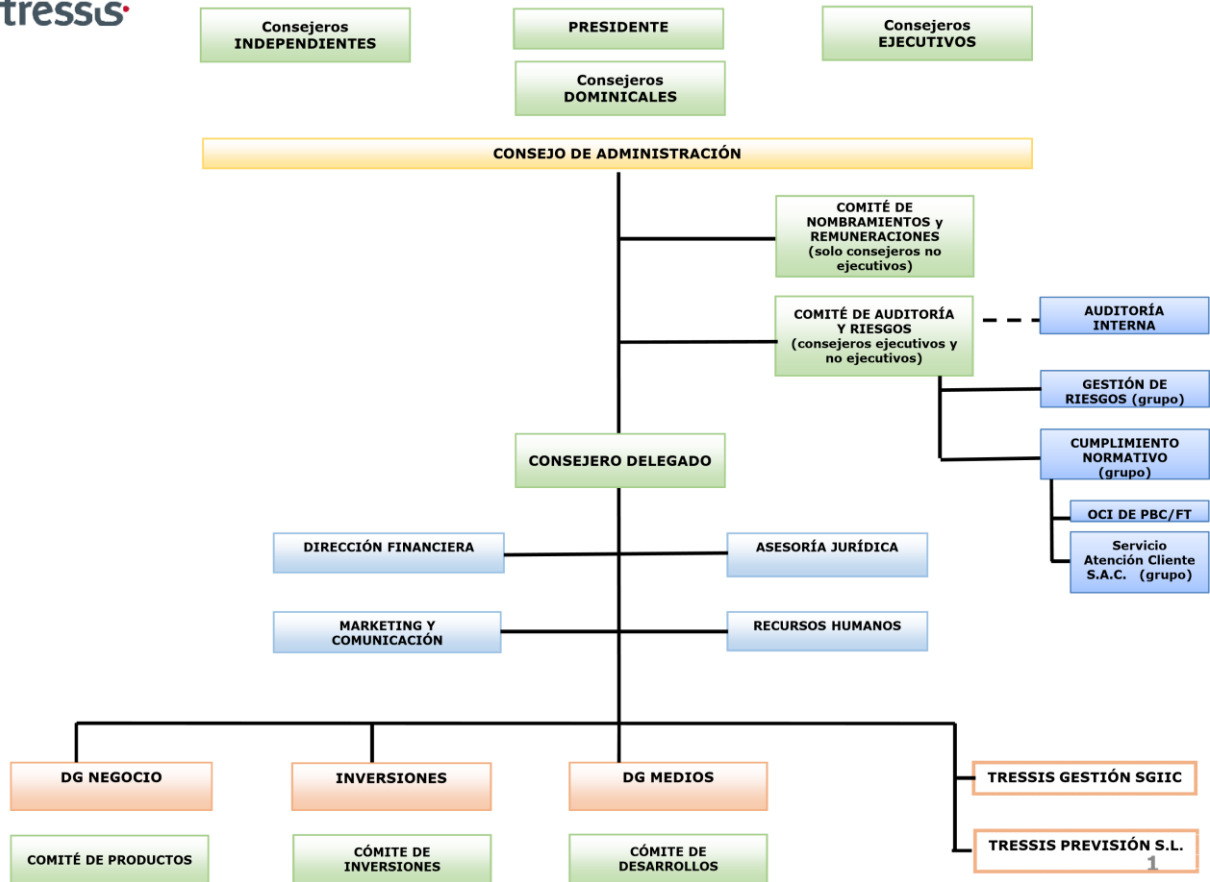 tressis
Consejeros
INDEPENDIENTES
PRESIDENTE
Consejeros
EJECUTIVOS
Consejeros
DOMINICALES
CONSEJO DE ADMINISTRACIÓN
COMITÉ DE
NOMBRAMIENTOS y
REMUNERACIONES
(solo consejeros no
ejecutivos)
COMITÉ DE AUDITORÍA
Y RIESGOS
(consejeros ejecutivos y
no ejecutivos)
AUDITORÍA
INTERNA
GESTIÓN DE
RIESGOS (grupo)
CUMPLIMIENTO
NORMATIVO
(grupo)
OCI DE PBC/FT
Servicio
Atención Cliente
S.A.C. (grupo)
CONSEJERO DELEGADO
DIRECCIÓN FINANCIERA
ASESORÍA JURÍDICA
MARKETING Y
COMUNICACIÓN
RECURSOS HUMANOS
DG NEGOCIO
INVERSIONES
DG MEDIOS
TRESSIS GESTIÓN SGIIC
COMITÉ DE PRODUCTOS
CÓMITE DE
INVERSIONES
CÓMITE DE
DESARROLLOS
TRESSIS PREVISIÓN S.L.
1